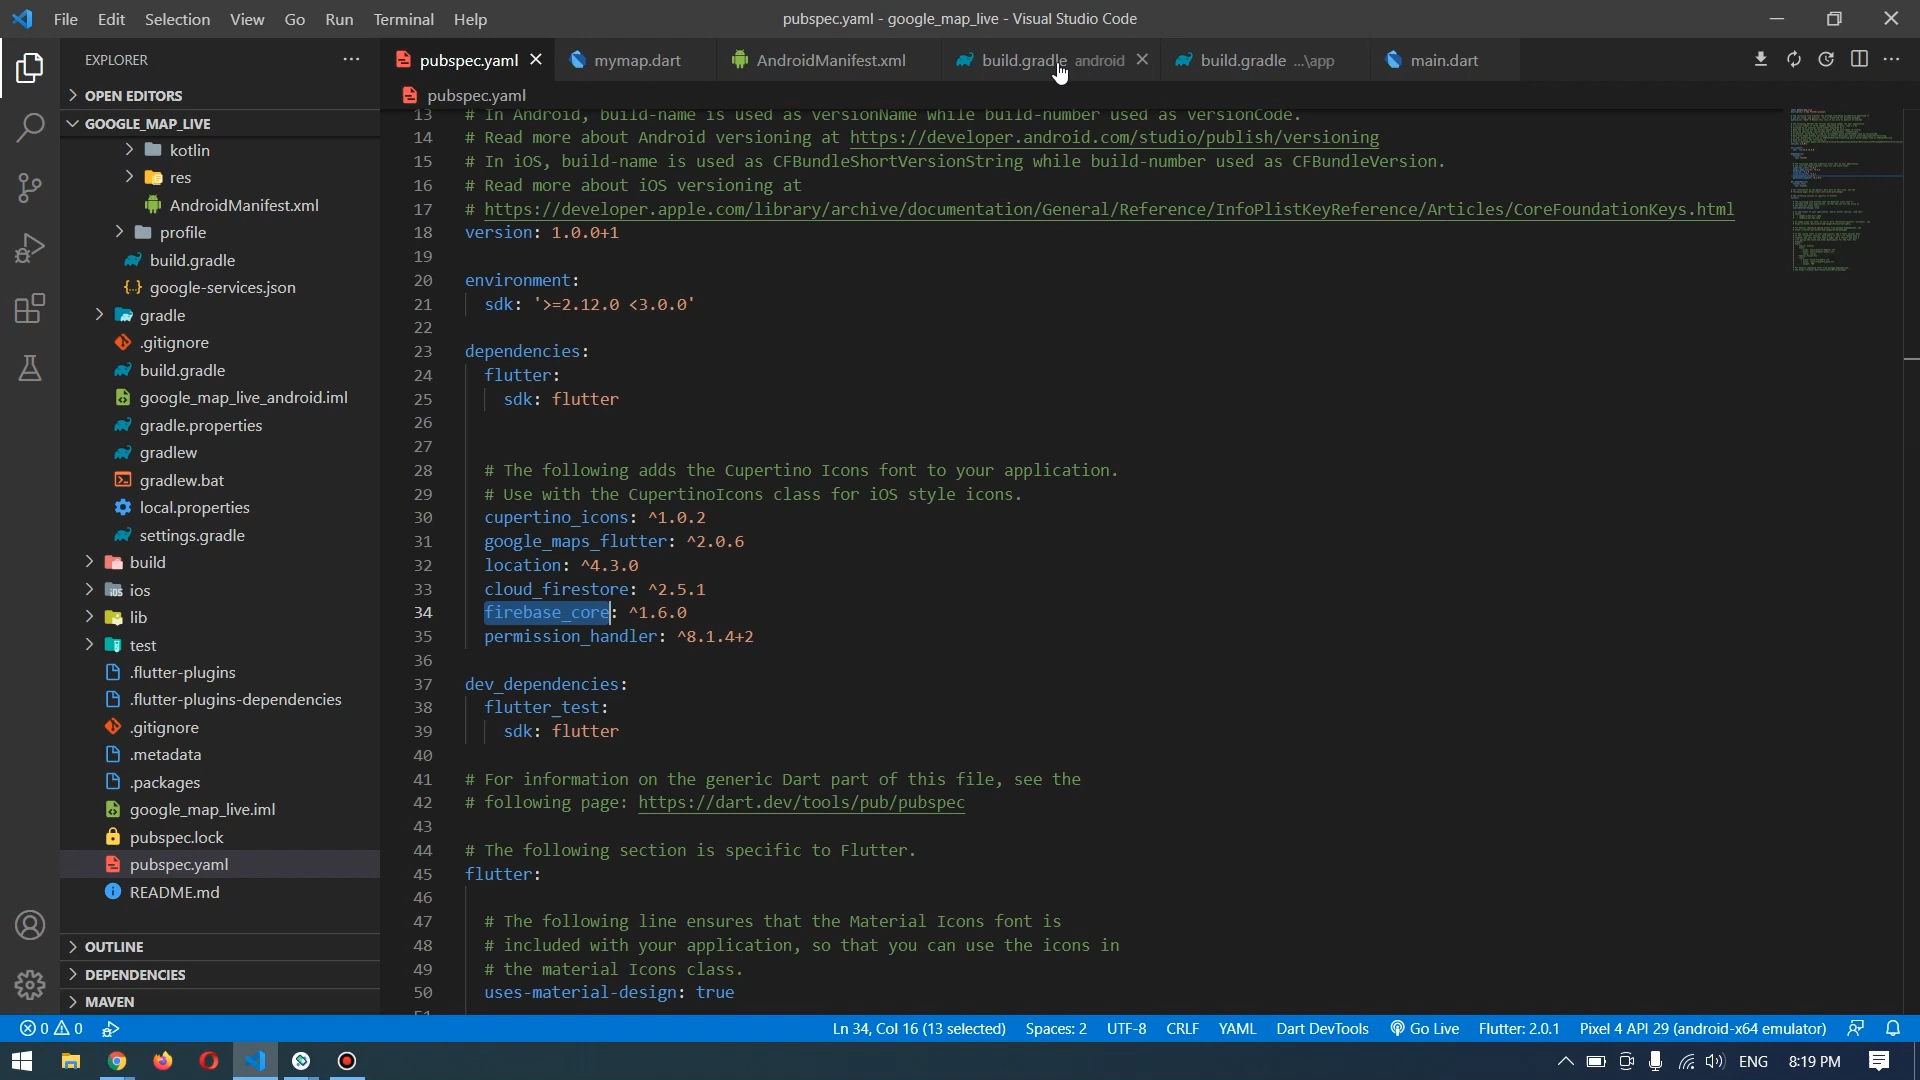 File Edit Selection View Go Run Terminal Help
pubspec.yaml - google_map_live - Visual Studio Code
EXPLORER
pubspec.yaml
mymap.dart
AndroidManifest.xml
build.gradle android
build.gradle ...\app
main.dart
OPEN EDITORS
GOOGLE_MAP_LIVE
kotlin
res
AndroidManifest.xml
profile
build.gradle
google-services.json
gradle
.gitignore
build.gradle
google_map_live_android.iml
gradle.properties
gradlew
gradlew.bat
local.properties
settings.gradle
build
ios
lib
test
.flutter-plugins
.flutter-plugins-dependencies
.gitignore
.metadata
.packages
google_map_live.iml
pubspec.lock
pubspec.yaml
README.md
OUTLINE
DEPENDENCIES
MAVEN
pubspec.yaml
13 # In Android, build-name is used as versionName while build-number used as versionCode.
14 # Read more about Android versioning at https://developer.android.com/studio/publish/versioning
15 # In iOS, build-name is used as CFBundleShortVersionString while build-number used as CFBundleVersion.
16 # Read more about iOS versioning at
17 # https://developer.apple.com/library/archive/documentation/General/Reference/InfoPlistKeyReference/Articles/CoreFoundationKeys.html
18 version: 1.0.0+1
19
20 environment:
21 sdk: '>=2.12.0 <3.0.0'
22
23 dependencies:
24 flutter:
25 sdk: flutter
26
27
28 # The following adds the Cupertino Icons font to your application.
29 # Use with the CupertinoIcons class for iOS style icons.
30 cupertino_icons: ^1.0.2
31 google_maps_flutter: ^2.0.6
32 location: ^4.3.0
33 cloud_firestore: ^2.5.1
34 firebase_core: ^1.6.0
35 permission_handler: ^8.1.4+2
36
37 dev_dependencies:
38 flutter_test:
39 sdk: flutter
40
41 # For information on the generic Dart part of this file, see the
42 # following page: https://dart.dev/tools/pub/pubspec
43
44 # The following section is specific to Flutter.
45 flutter:
46
47 # The following line ensures that the Material Icons font is
48 # included with your application, so that you can use the icons in
49 # the material Icons class.
50 uses-material-design: true
0 0
Ln 34, Col 16 (13 selected) Spaces: 2 UTF-8 CRLF YAML Dart DevTools Go Live Flutter: 2.0.1 Pixel 4 API 29 (android-x64 emulator)
ENG 8:19 PM